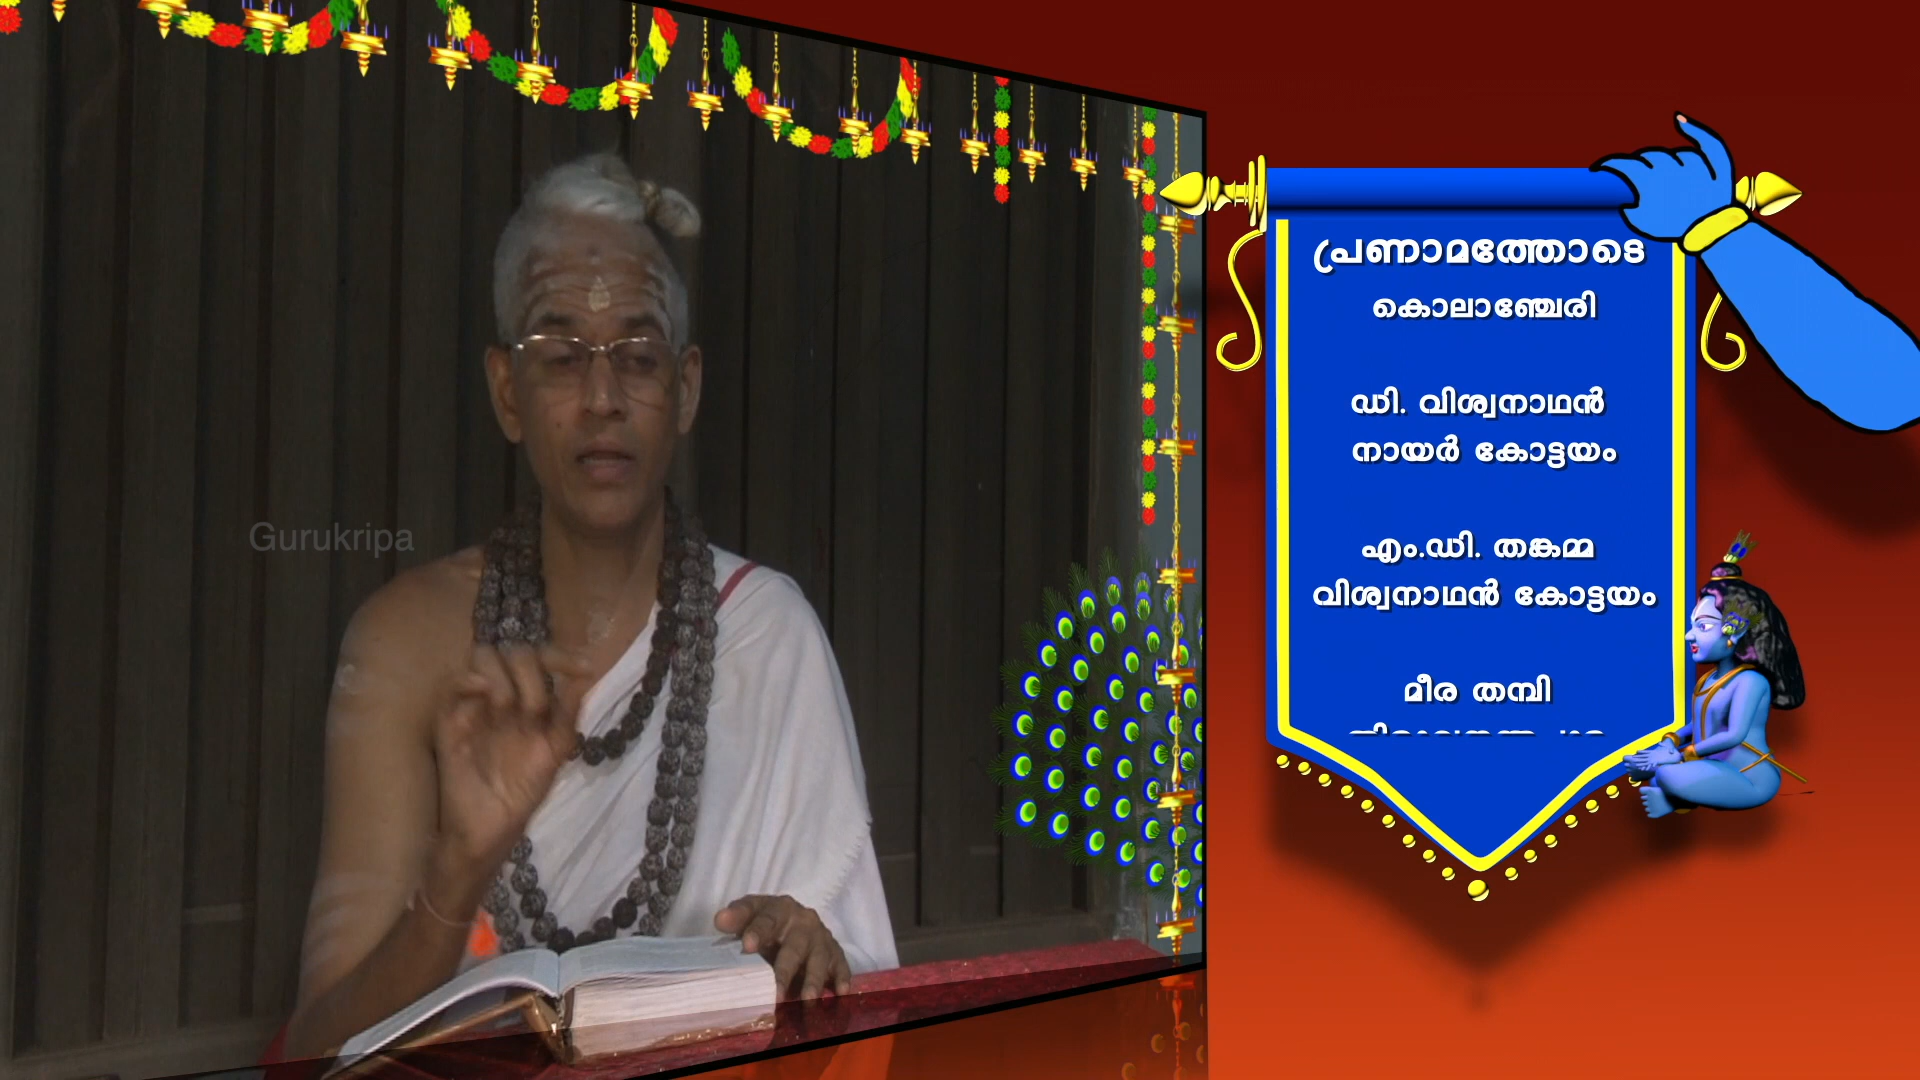 Gurukripa
പ്രണാമത്തോടെ
കൊലാഞ്ചേരി
ഡി. വിശ്വനാഥൻ
നായർ കോട്ടയം
എം.ഡി. തങ്കമ്മ
വിശ്വനാഥൻ കോട്ടയം
മീര തമ്പി